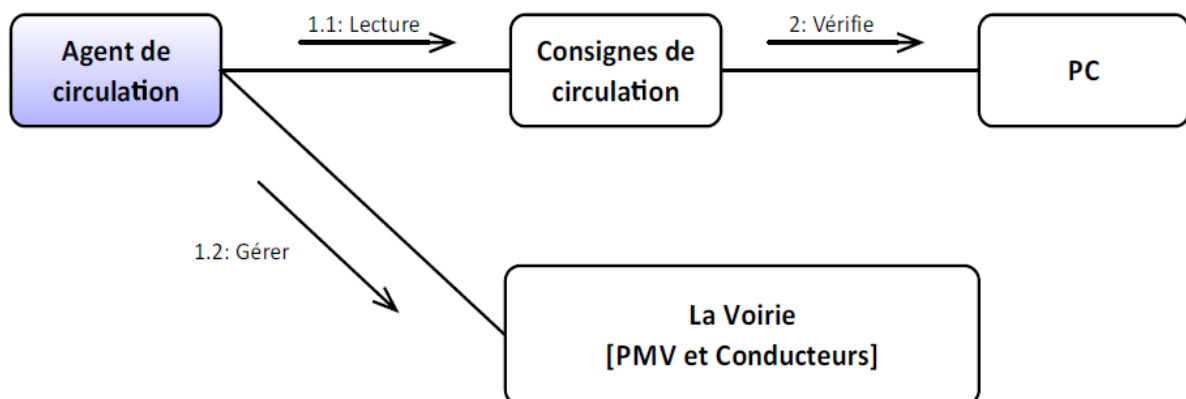 1.1: Lecture
2: Vérifie
Agent de
circulation
Consignes de
circulation
PC
1.2: Gérer
La Voirie
[PMV et Conducteurs]